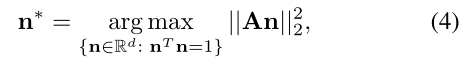 n* = arg max ||An||₂², (4)
{n∈ℝᵈ: nᵀn=1}